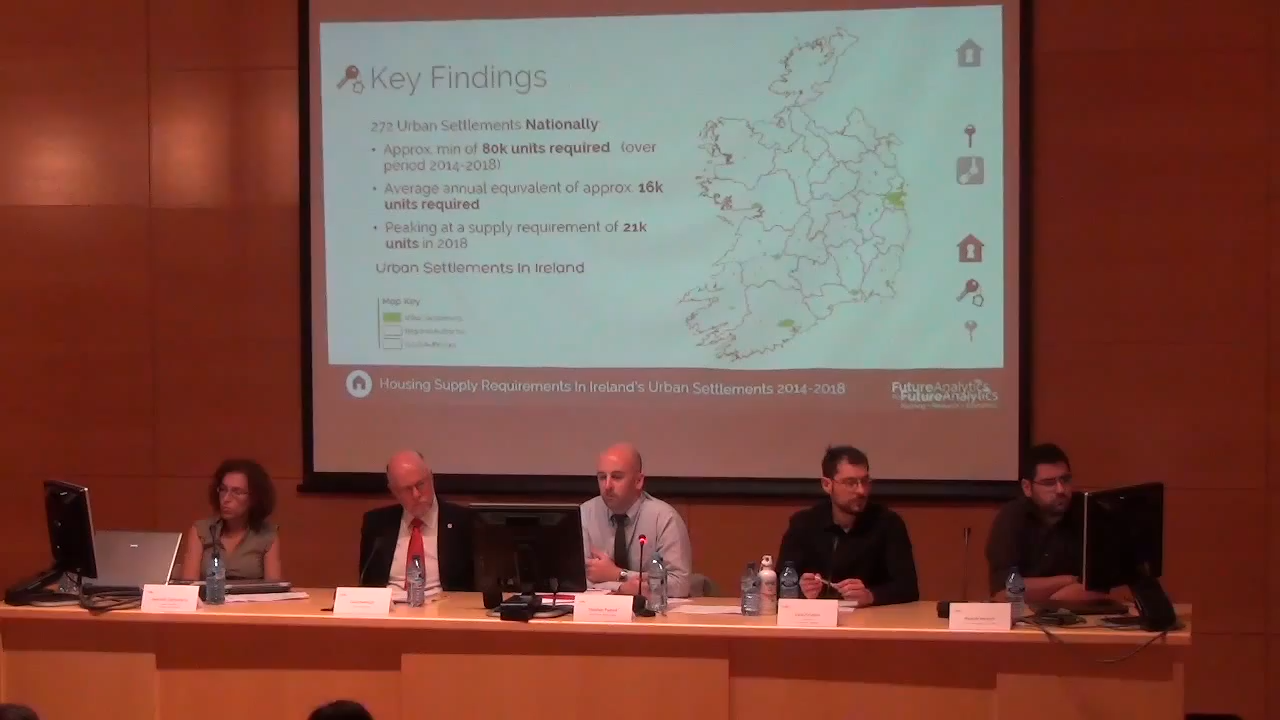 Key Findings
272 Urban Settlements Nationally:
• Approx. min of 80k units required (over
period 2014-2018)
• Average annual equivalent of approx. 16k
units required
• Peaking at a supply requirement of 21k
units in 2018
Urban Settlements In Ireland
Map Key
Housing Supply Requirements In Ireland's Urban Settlements 2014-2018
FutureAnalytics
FutureAnalytics